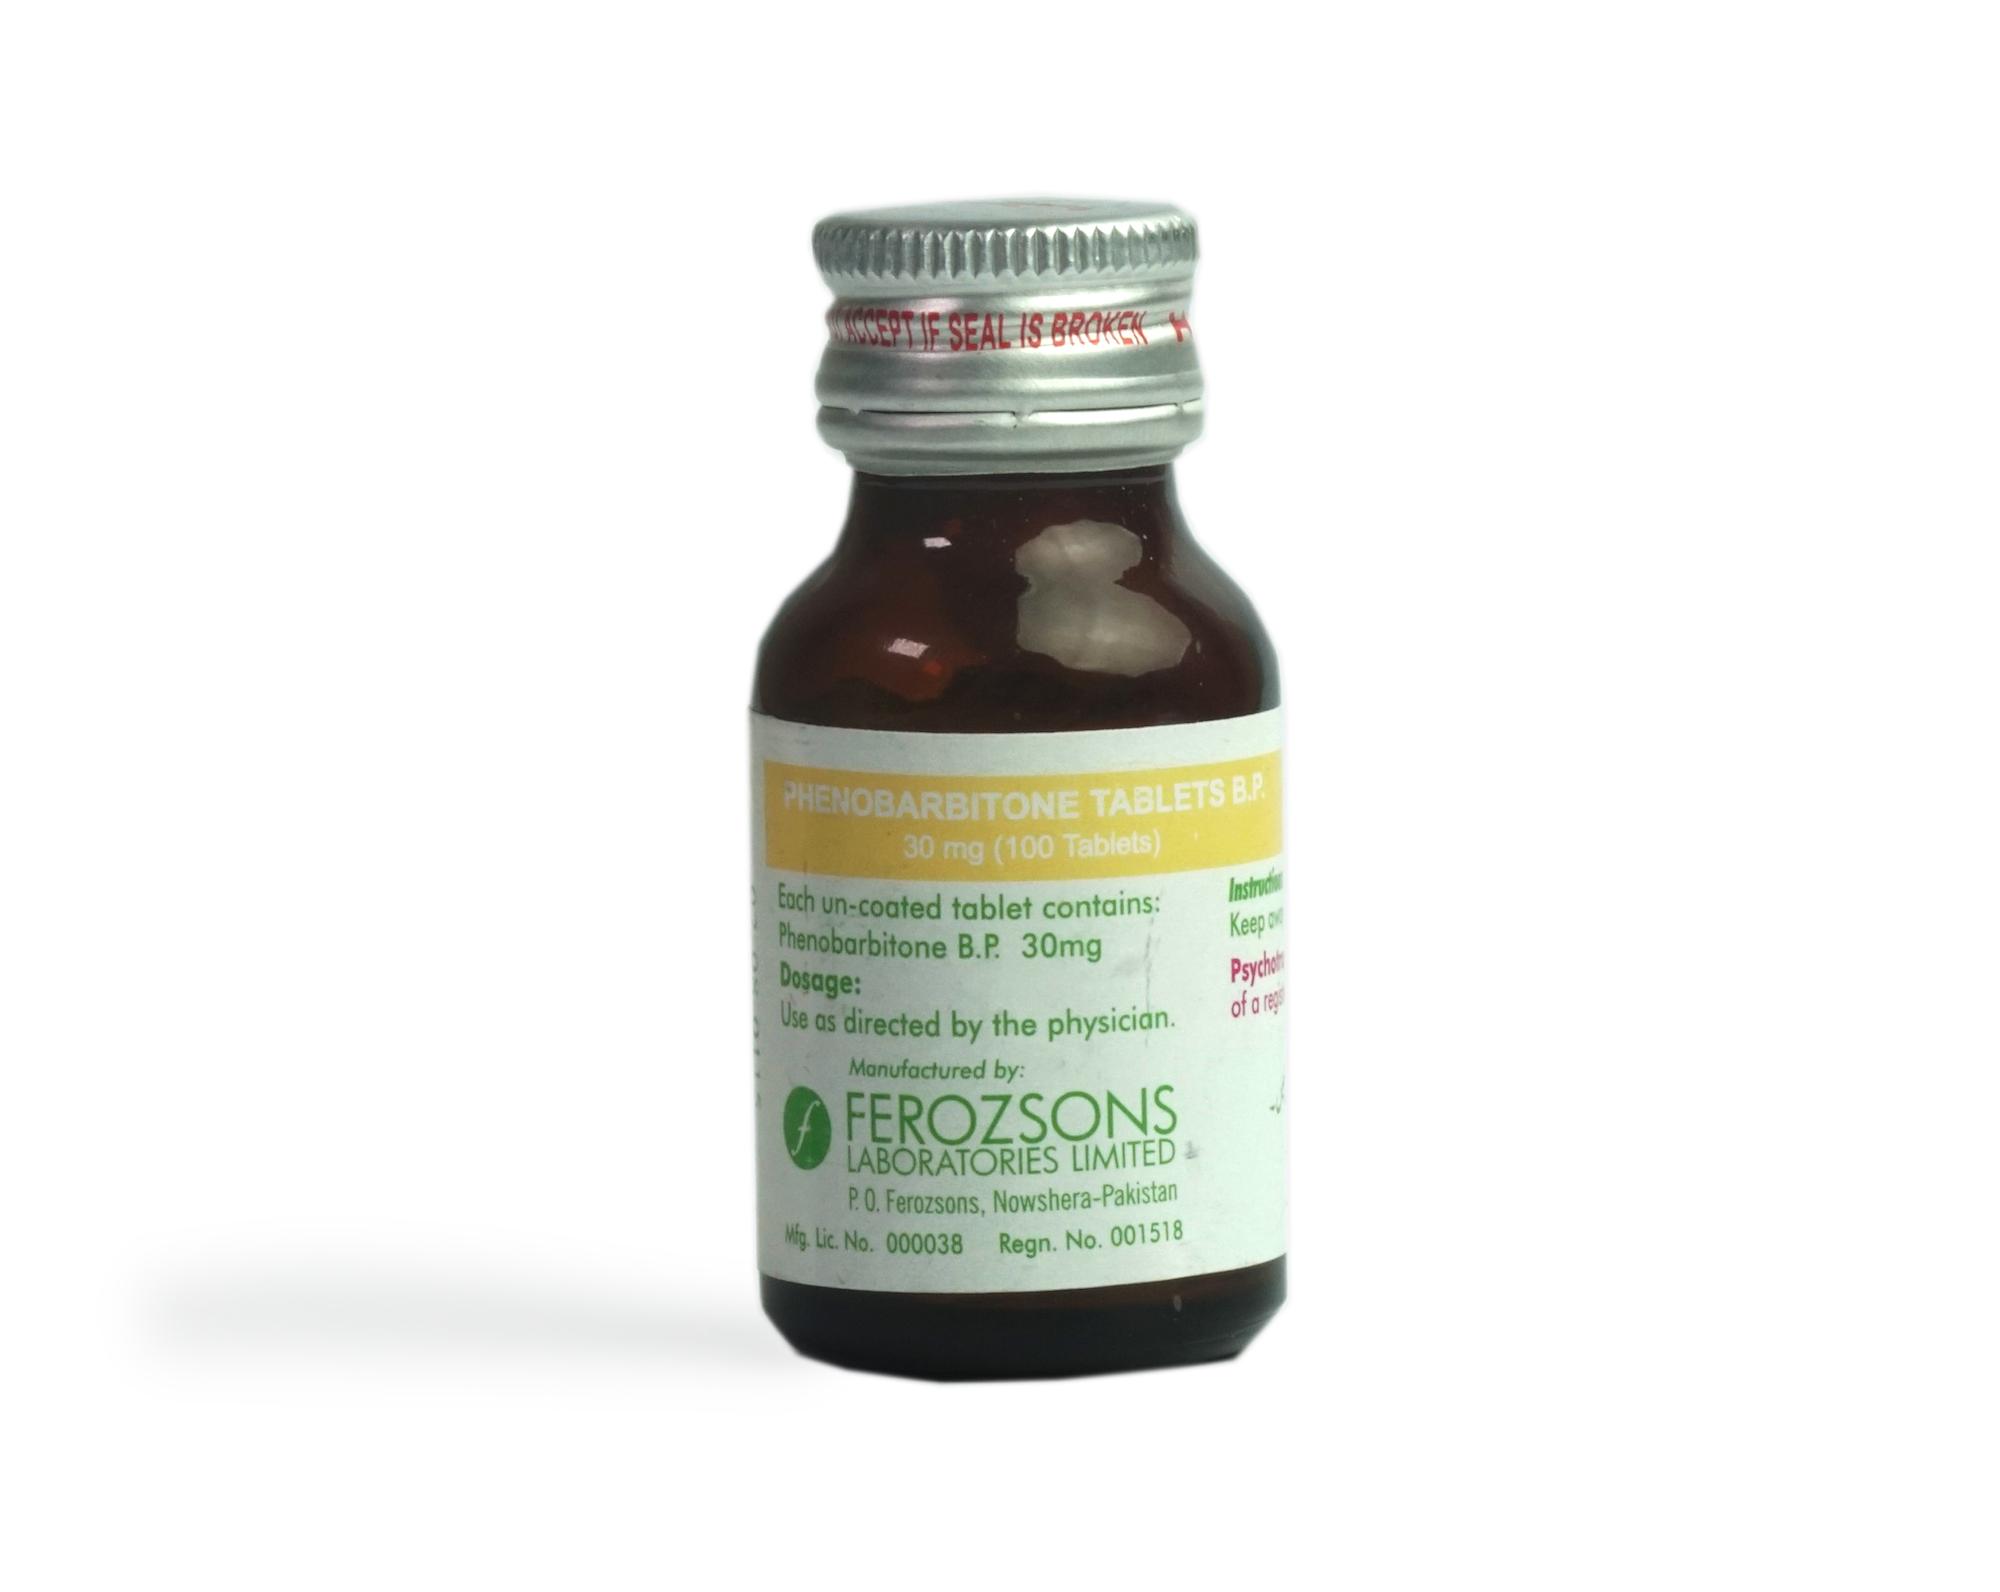 ACCEPT IF SEAL IS BROKEN
PHENOBARBITONE TABLETS B.P.
30 mg (100 Tablets)
Each un-coated tablet contains:
Phenobarbitone B.P. 30mg
Dosage:
Use as directed by the physician.
Manufactured by:
f
FEROZSONS
LABORATORIES LIMITED
P. O. Ferozsons, Nowshera-Pakistan
Mfg. Lic. No. 000038 Regn. No. 001518
Keep
of a